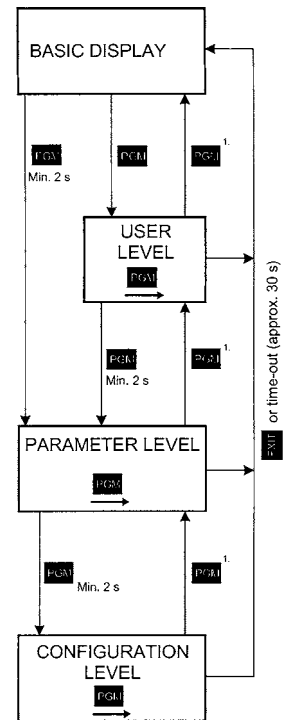 BASIC DISPLAY
PGM
PGM
PGM 1.
Min. 2 s
USER
LEVEL
PGM
EXIT or time-out (approx. 30 s)
PGM
PGM 1.
Min. 2 s
PARAMETER LEVEL
PGM
PGM
PGM 1.
Min. 2 s
CONFIGURATION
LEVEL
PGM